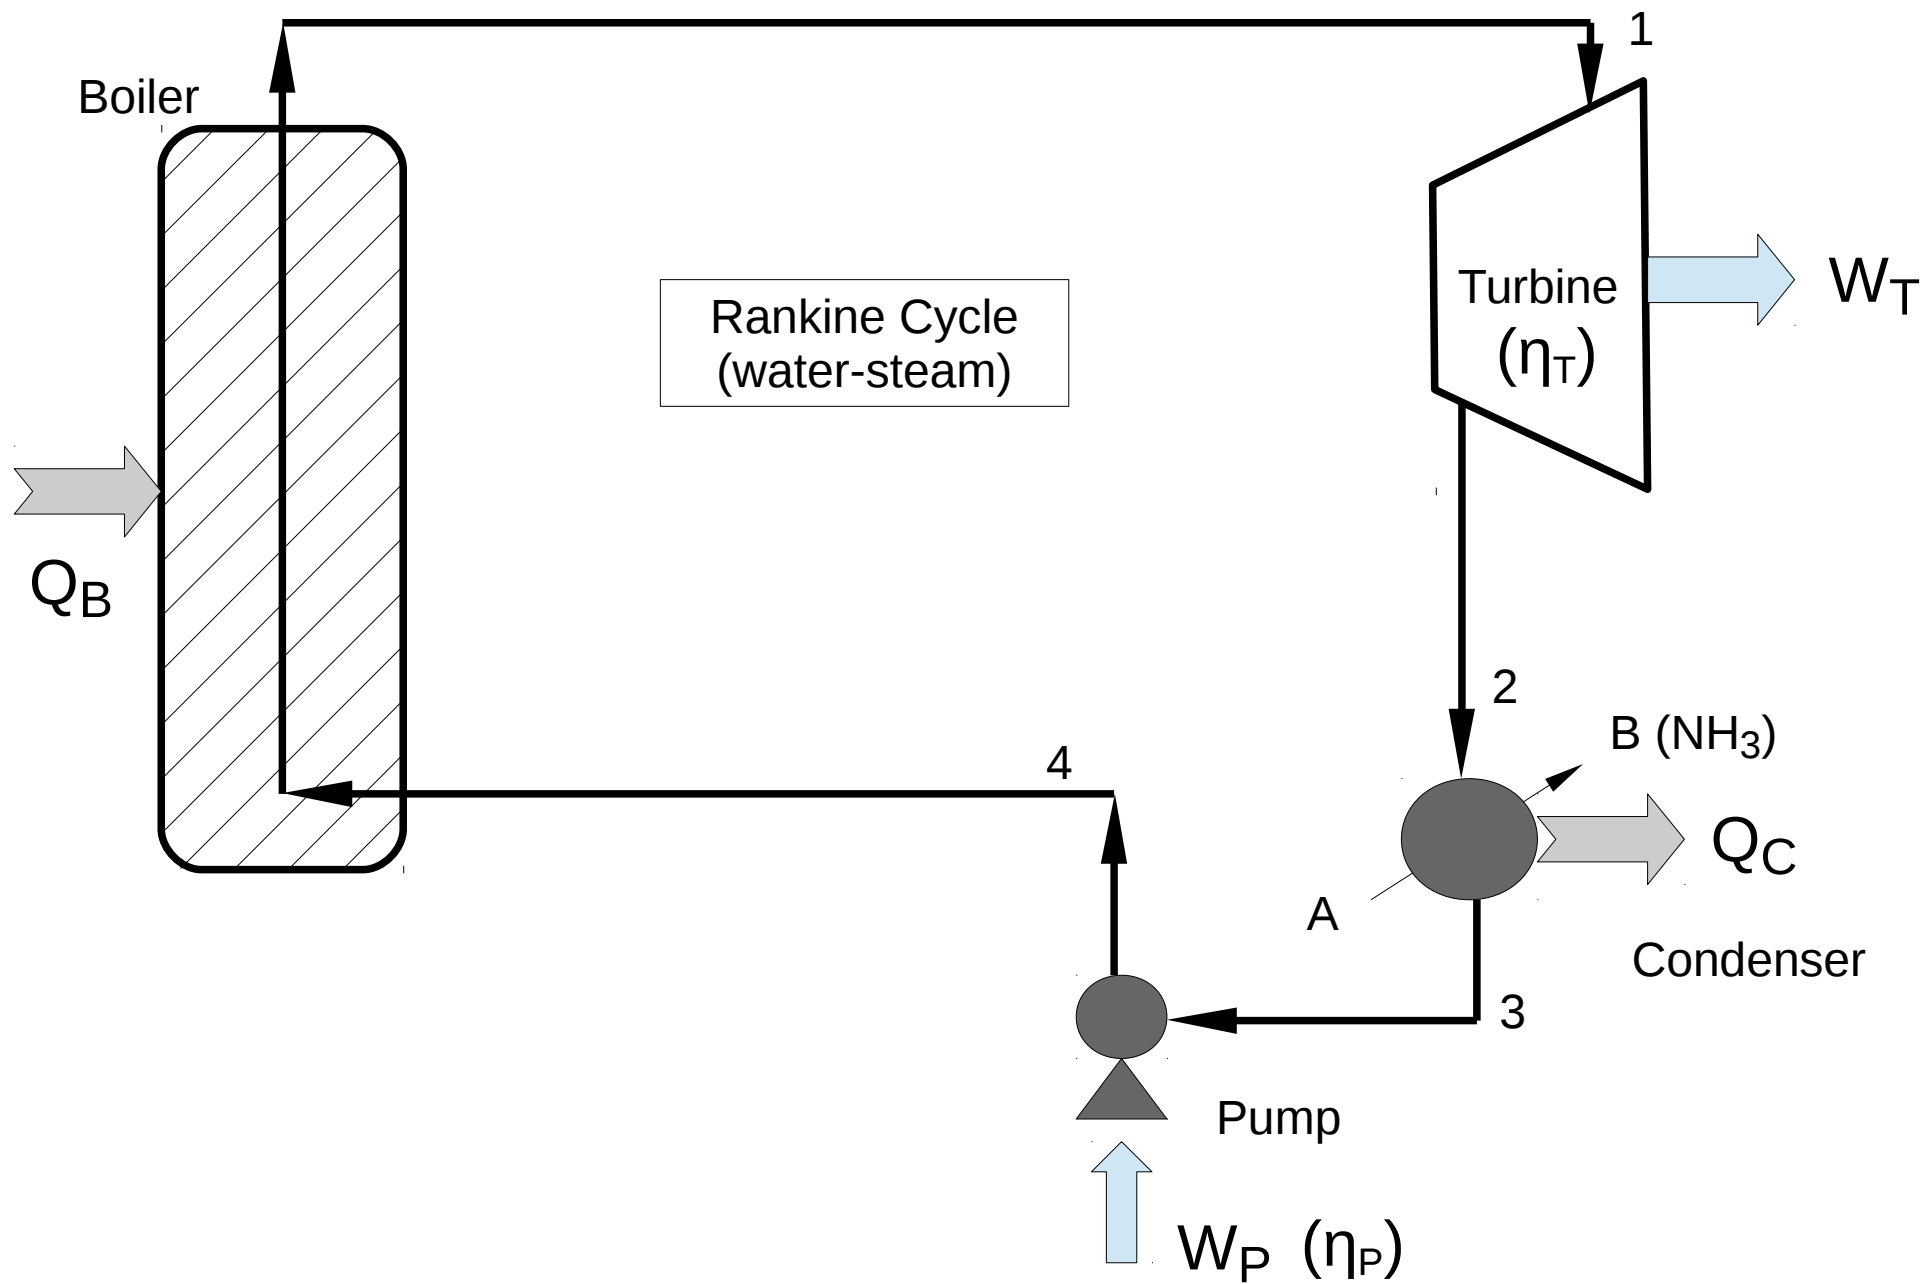 1
Boiler
Turbine
(ηT)
WT
Rankine Cycle
(water-steam)
QB
2
B (NH3)
4
QC
A
Condenser
3
Pump
WP (ηP)